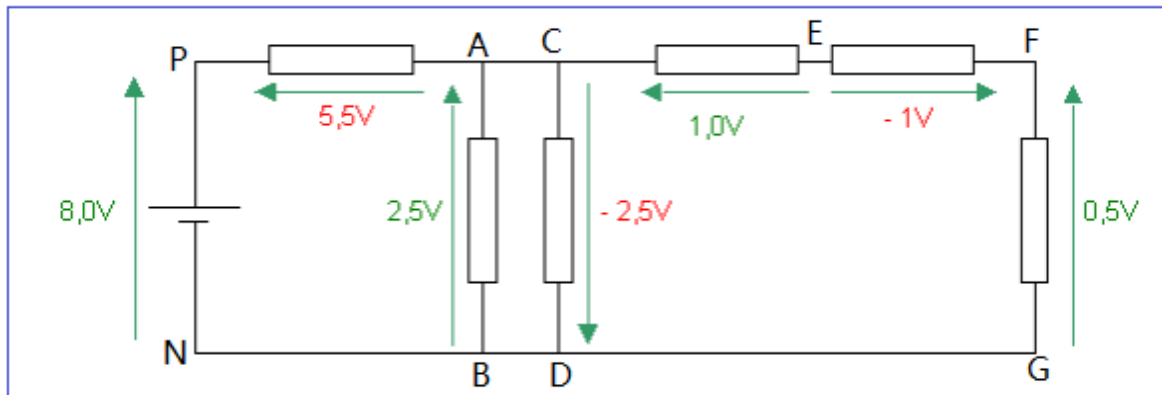 P A C E F
5,5V 1,0V - 1V
8,0V 2,5V - 2,5V 0,5V
N B D G